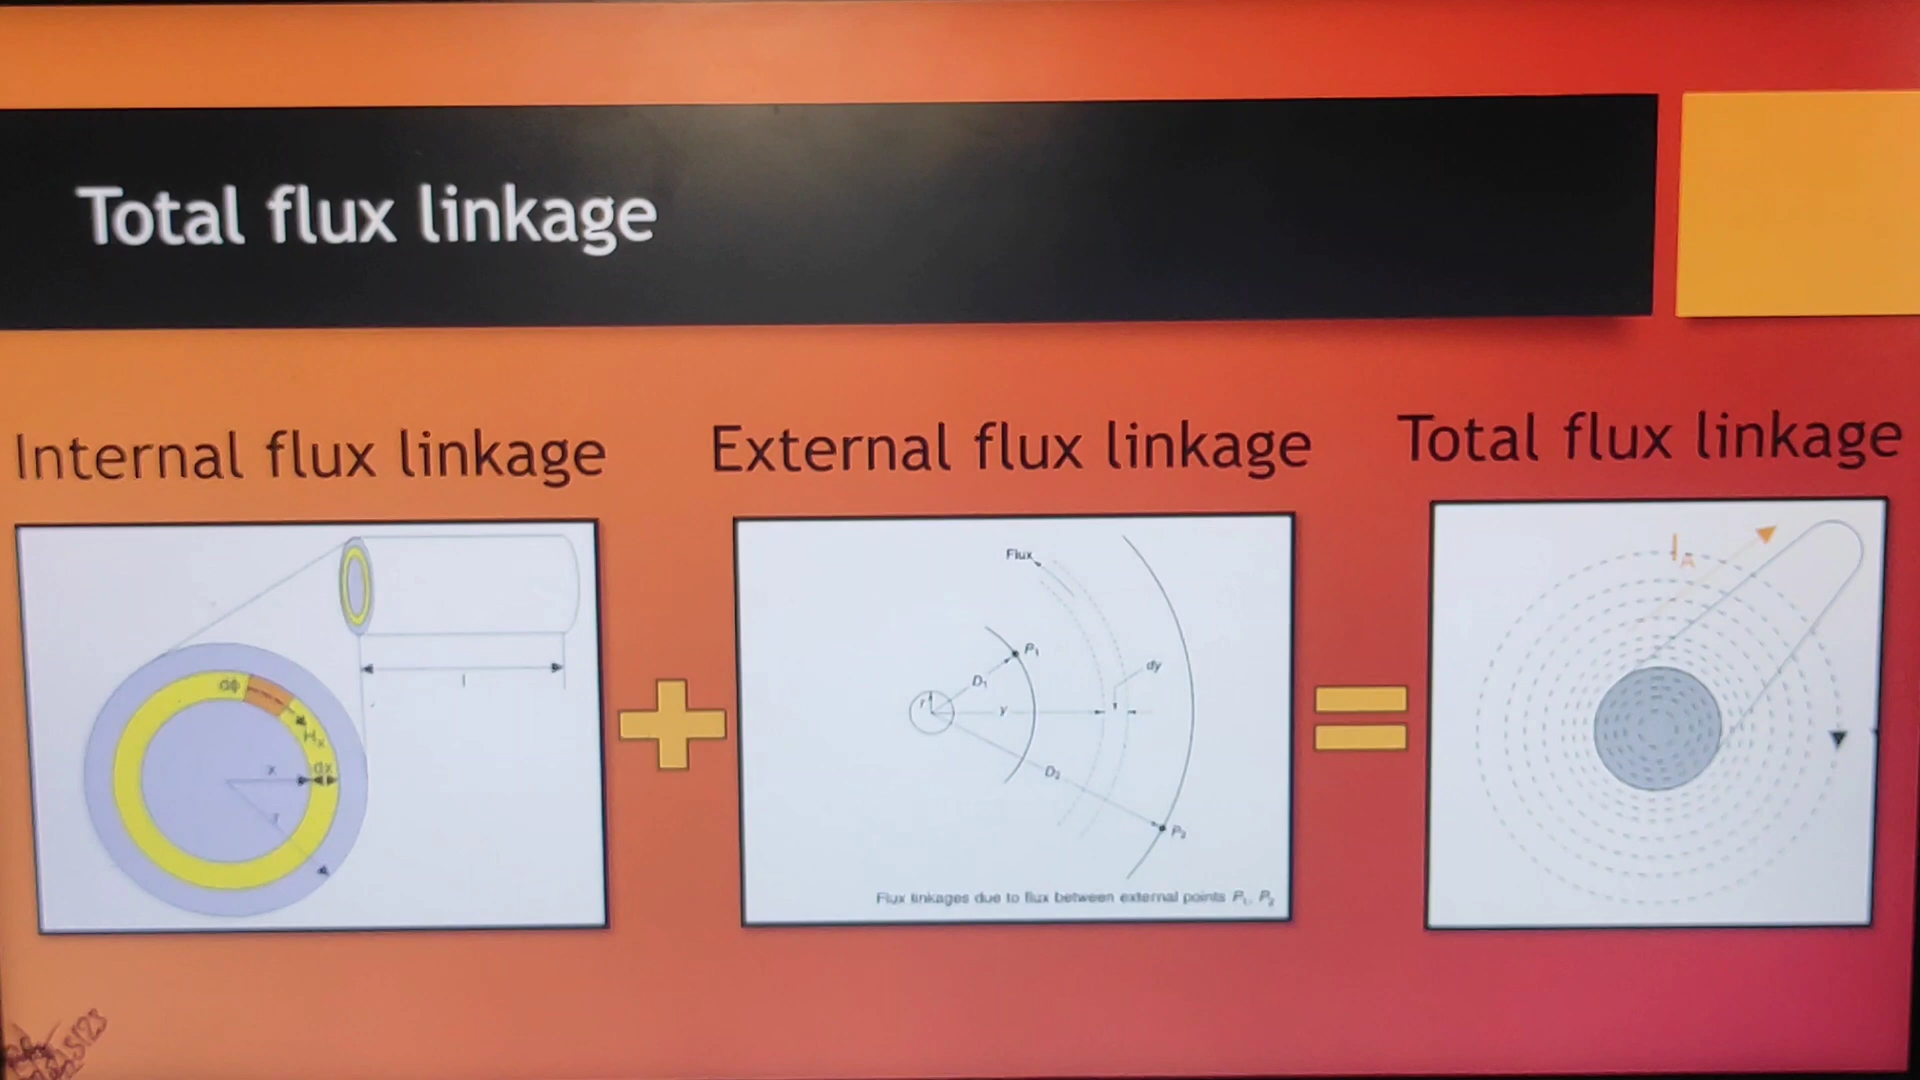 Total flux linkage
Internal flux linkage
External flux linkage
Total flux linkage
l
dϕ
Hx
x
dx
r
Flux
P1
D1
dy
r
y
D2
P2
Flux linkages due to flux between external points P1, P2
IA